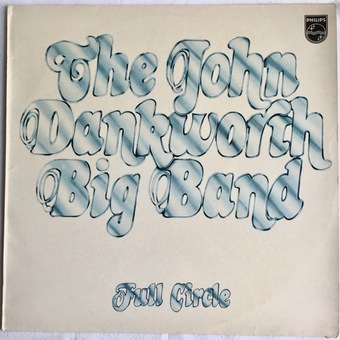 PHILIPS
The John
Dankworth
Big Band
Full Circle